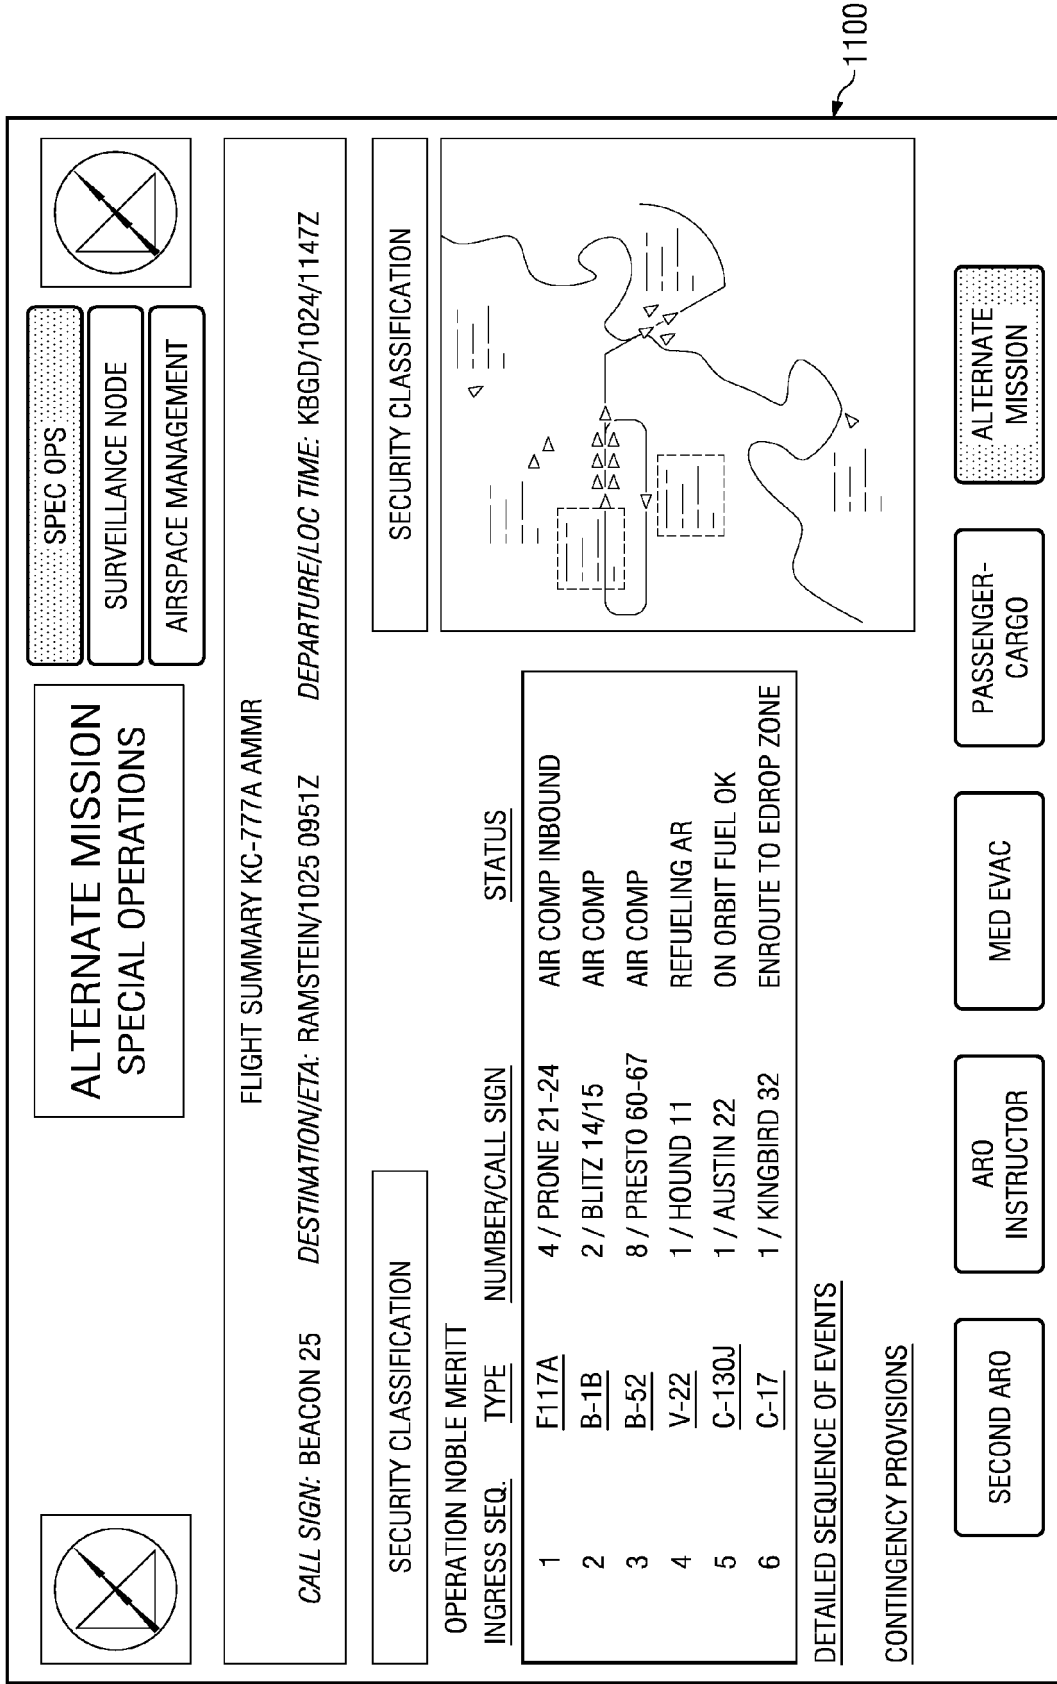 ALTERNATE MISSION
SPECIAL OPERATIONS
SPEC OPS
SURVEILLANCE NODE
AIRSPACE MANAGEMENT
FLIGHT SUMMARY KC-777A AMMR
CALL SIGN: BEACON 25 DESTINATION/ETA: RAMSTEIN/1025 0951Z DEPARTURE/LOC TIME: KBGD/1024/1147Z
SECURITY CLASSIFICATION
SECURITY CLASSIFICATION
OPERATION NOBLE MERITT
INGRESS SEQ. TYPE NUMBER/CALL SIGN STATUS
1 F117A 4 / PRONE 21-24 AIR COMP INBOUND
2 B-1B 2 / BLITZ 14/15 AIR COMP
3 B-52 8 / PRESTO 60-67 AIR COMP
4 V-22 1 / HOUND 11 REFUELING AR
5 C-130J 1 / AUSTIN 22 ON ORBIT FUEL OK
6 C-17 1 / KINGBIRD 32 ENROUTE TO EDROP ZONE
DETAILED SEQUENCE OF EVENTS
CONTINGENCY PROVISIONS
SECOND ARO
ARO
INSTRUCTOR
MED EVAC
PASSENGER-
CARGO
ALTERNATE
MISSION
1100